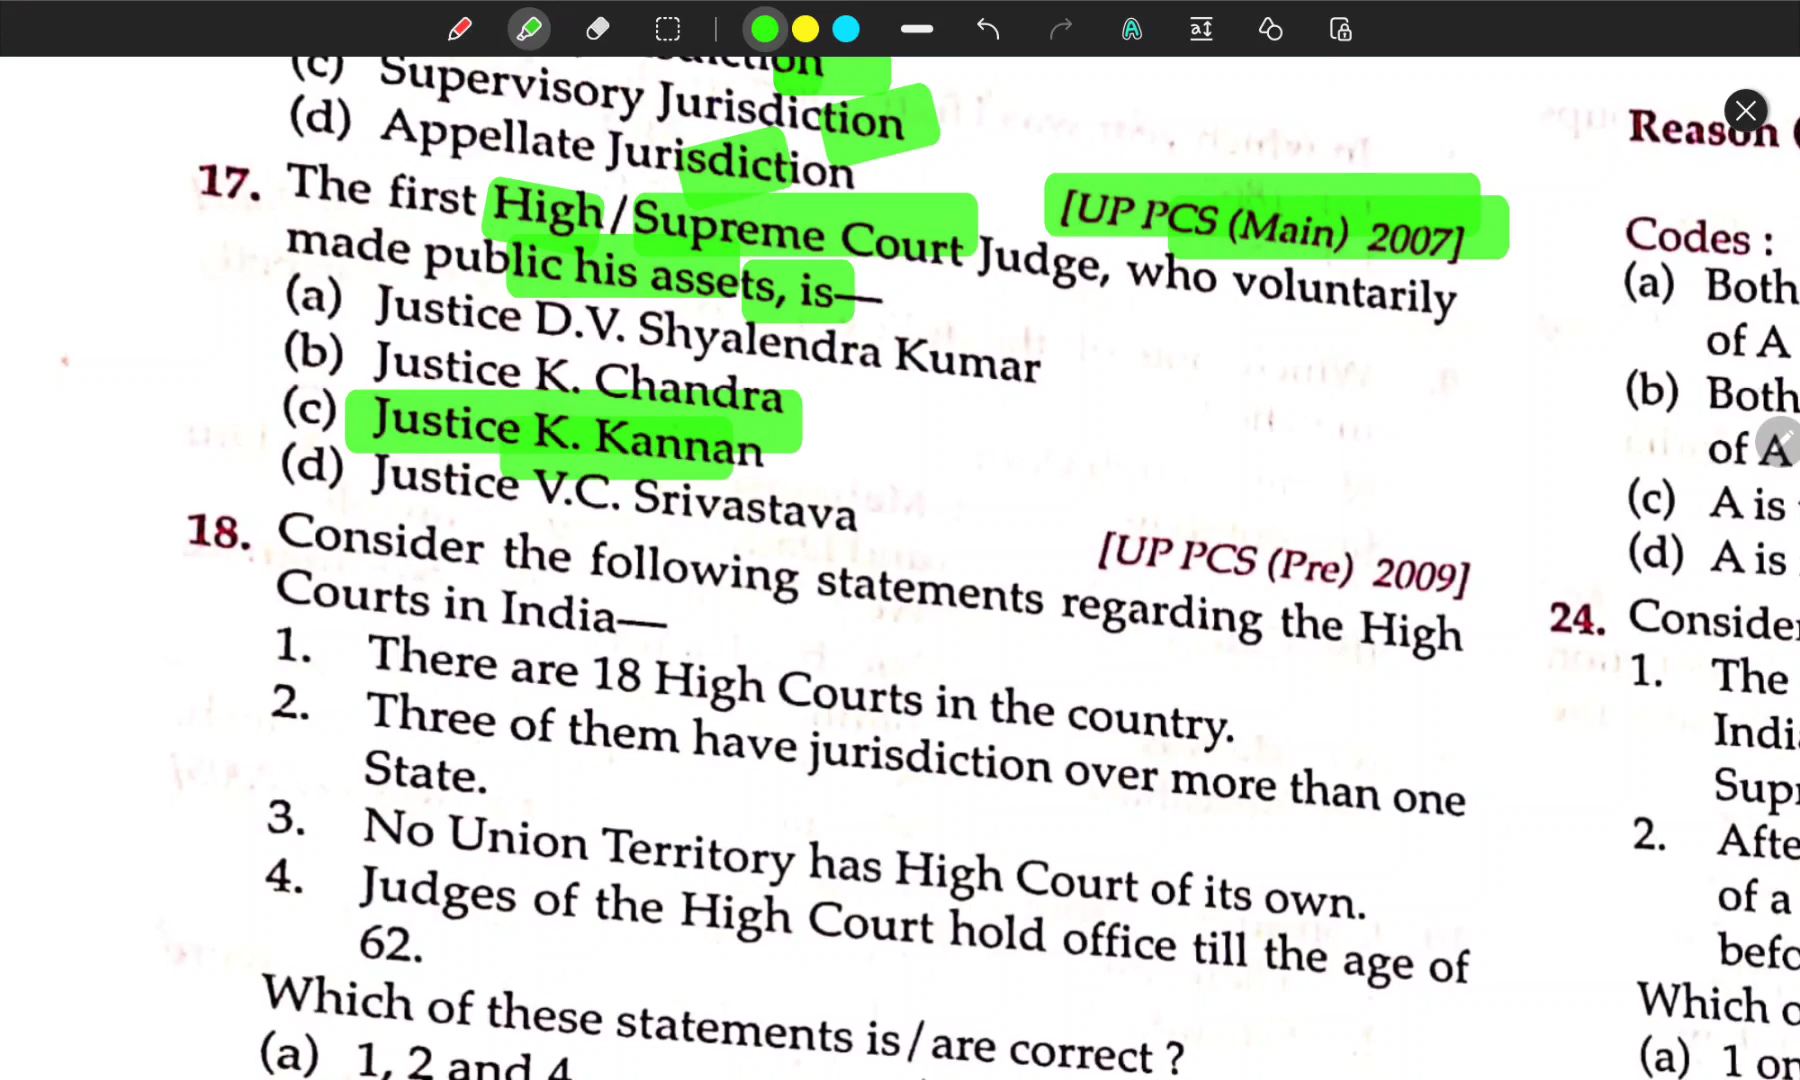 (c) Supervisory Jurisdiction
(d) Appellate Jurisdiction
[UP PCS (Main) 2007]
17. The first High/Supreme Court Judge, who voluntarily
made public his assets, is—
(a) Justice D.V. Shyalendra Kumar
(b) Justice K. Chandra
(c) Justice K. Kannan
(d) Justice V.C. Srivastava
[UP PCS (Pre) 2009]
18. Consider the following statements regarding the High
Courts in India—
1. There are 18 High Courts in the country.
2. Three of them have jurisdiction over more than one
State.
3. No Union Territory has High Court of its own.
4. Judges of the High Court hold office till the age of
62.
Which of these statements is/are correct ?
(a) 1, 2 and 4
Reason (
Codes :
(a) Both
of A
(b) Both
of A
(c) A is
(d) A is
24.
1. The
2.
of a
Which
(a) 1